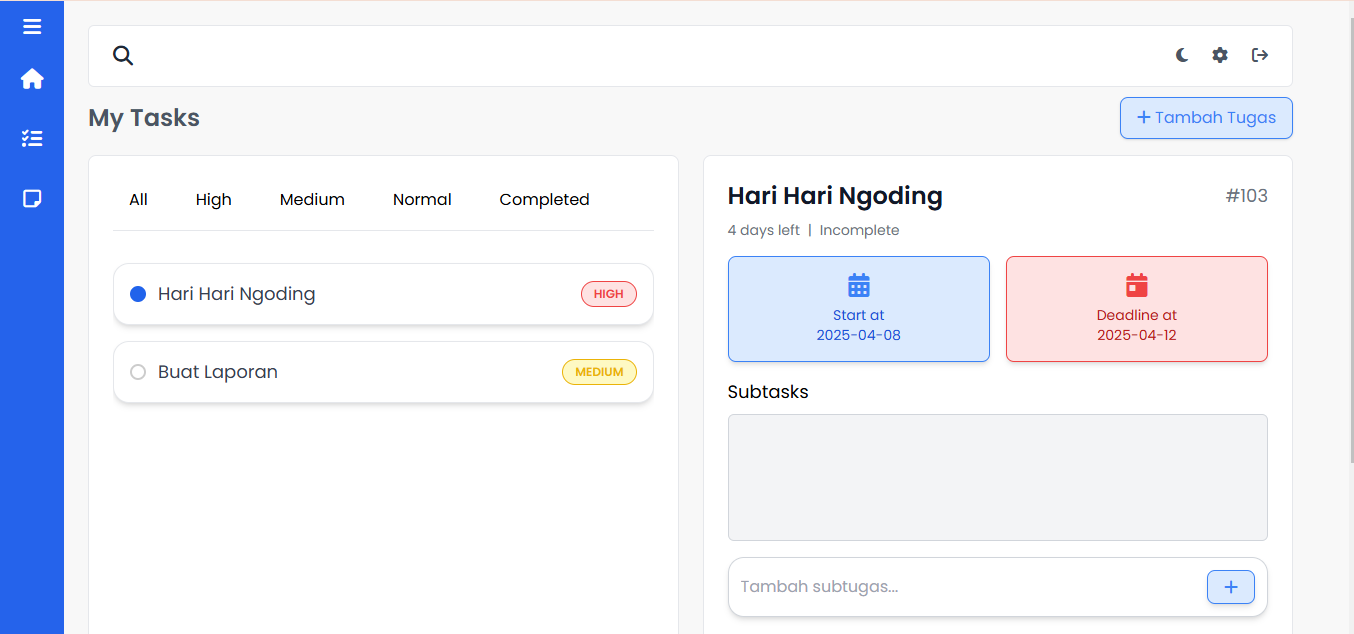 My Tasks
+ Tambah Tugas
All High Medium Normal Completed
Hari Hari Ngoding HIGH
Buat Laporan MEDIUM
Hari Hari Ngoding #103
4 days left | Incomplete
Start at
2025-04-08
Deadline at
2025-04-12
Subtasks
Tambah subtugas...
+